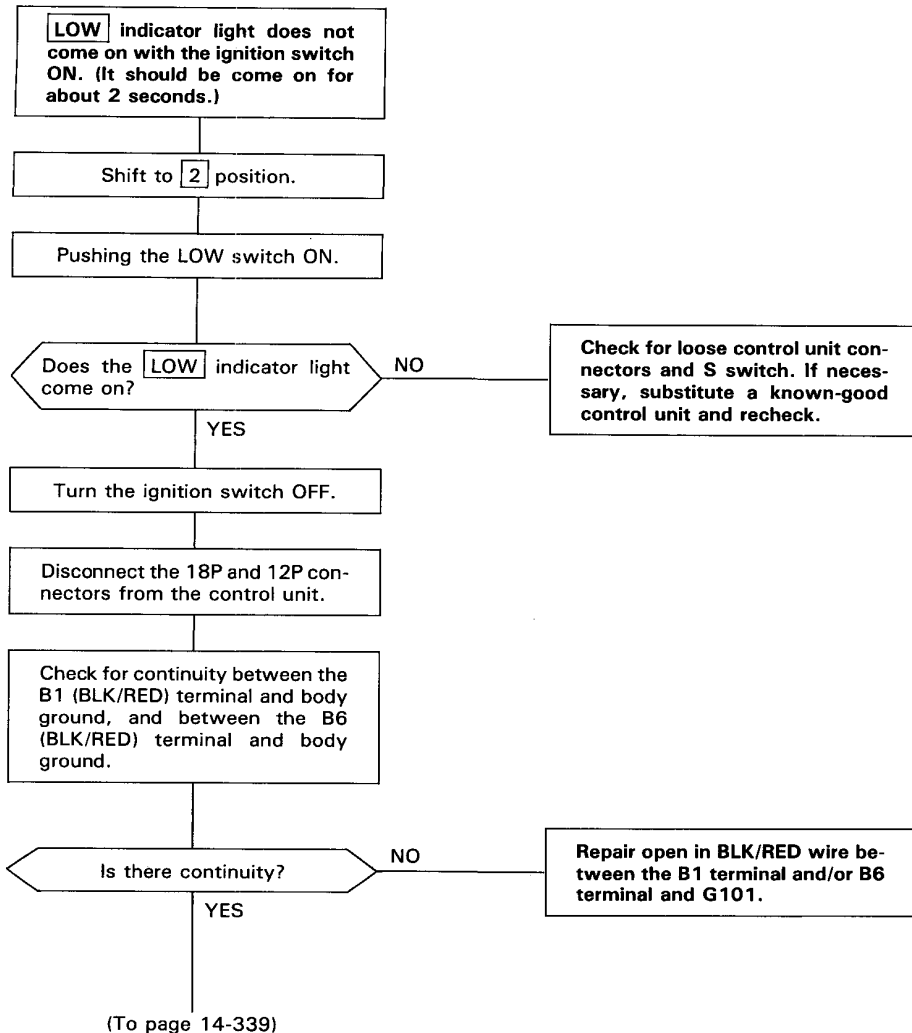 LOW indicator light does not
come on with the ignition switch
ON. (It should be come on for
about 2 seconds.)
Shift to 2 position.
Pushing the LOW switch ON.
Does the LOW indicator light
come on?
NO
Check for loose control unit con-
nectors and S switch. If neces-
sary, substitute a known-good
control unit and recheck.
YES
Turn the ignition switch OFF.
Disconnect the 18P and 12P con-
nectors from the control unit.
Check for continuity between the
B1 (BLK/RED) terminal and body
ground, and between the B6
(BLK/RED) terminal and body
ground.
Is there continuity?
NO
Repair open in BLK/RED wire be-
tween the B1 terminal and/or B6
terminal and G101.
YES
(To page 14-339)